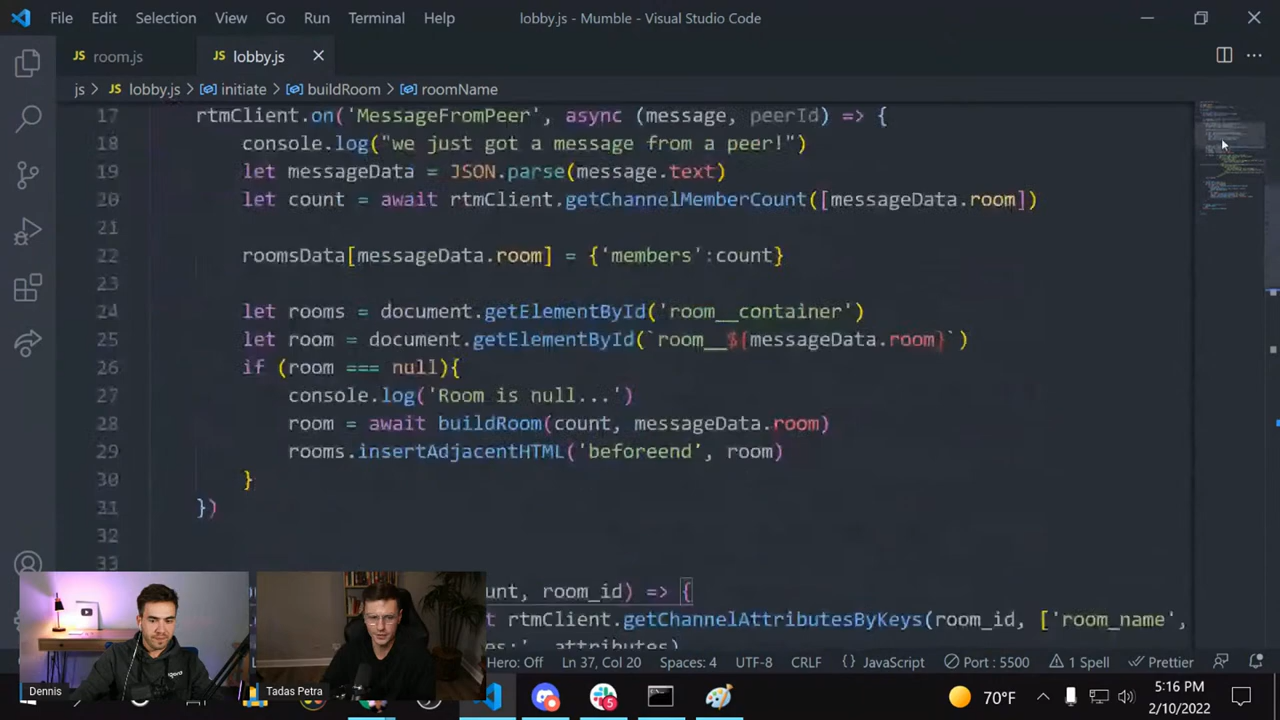 File Edit Selection View Go Run Terminal Help lobby.js - Mumble - Visual Studio Code
JS room.js JS lobby.js
js > JS lobby.js > initiate > buildRoom > roomName
17 rtmClient.on('MessageFromPeer', async (message, peerId) => {
18 console.log("we just got a message from a peer!")
19 let messageData = JSON.parse(message.text)
20 let count = await rtmClient.getChannelMemberCount([messageData.room])
21
22 roomsData[messageData.room] = {'members':count}
23
24 let rooms = document.getElementById('room__container')
25 let room = document.getElementById(`room__${messageData.room}`)
26 if (room === null){
27 console.log('Room is null...')
28 room = await buildRoom(count, messageData.room)
29 rooms.insertAdjacentHTML('beforeend', room)
30 }
31 })
32
33
unt, room_id) => {
t rtmClient.getChannelAttributesByKeys(room_id, ['room_name',
es:', attributes)
Hero: Off Ln 37, Col 20 Spaces: 4 UTF-8 CRLF {} JavaScript Port : 5500 1 Spell Prettier
Dennis Tadas Petra
5 70°F 5:16 PM
2/10/2022